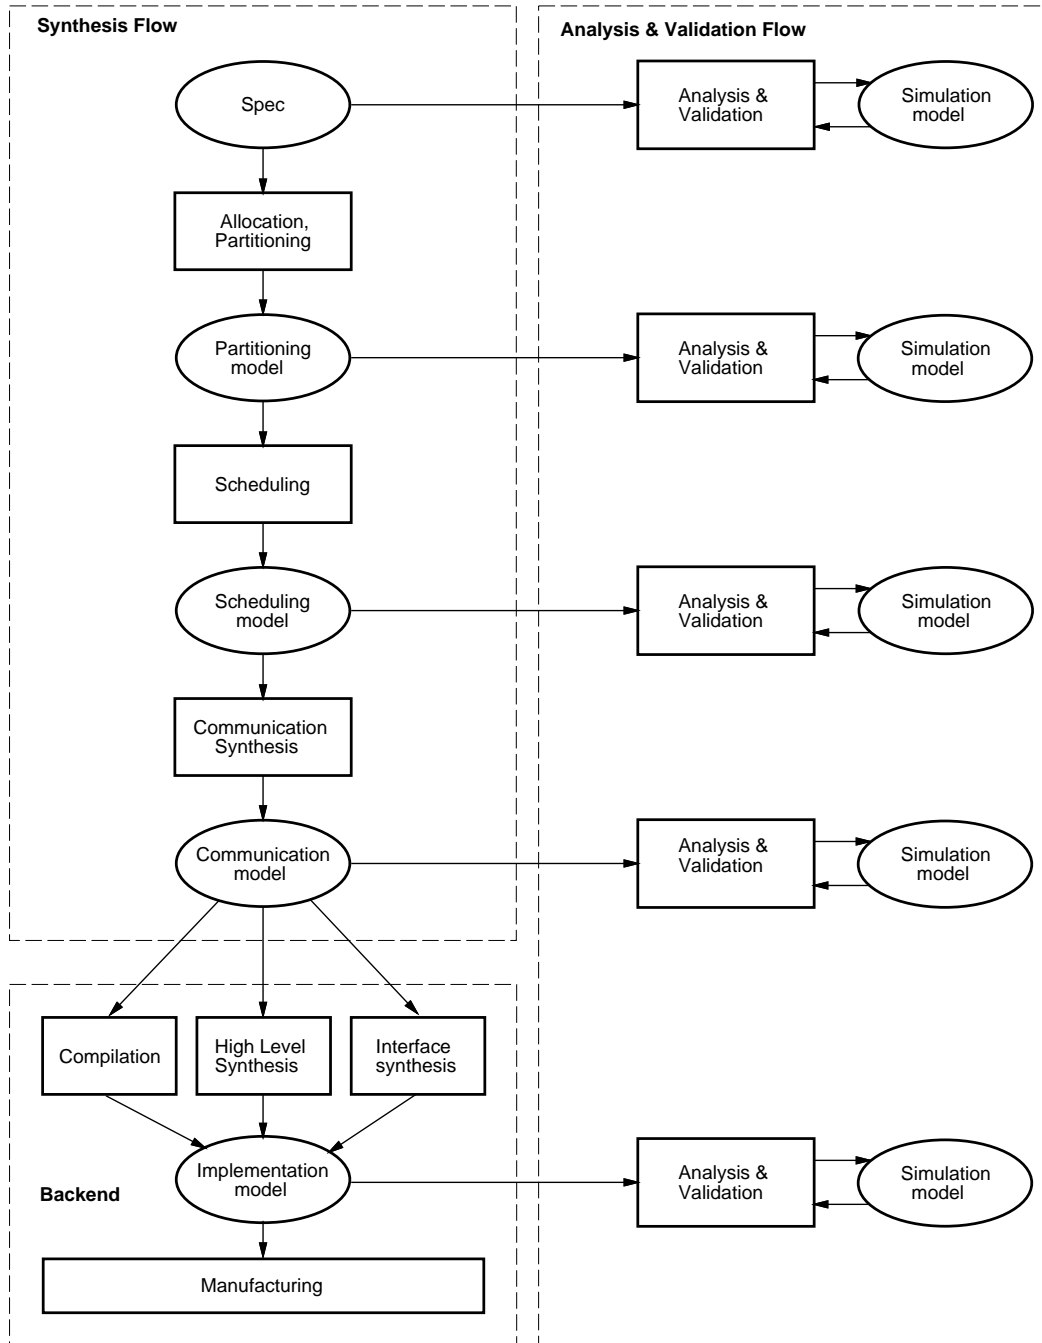 Synthesis Flow
Analysis & Validation Flow
Spec
Analysis &
Validation
Simulation
model
Allocation,
Partitioning
Partitioning
model
Analysis &
Validation
Simulation
model
Scheduling
Scheduling
model
Analysis &
Validation
Simulation
model
Communication
Synthesis
Communication
model
Analysis &
Validation
Simulation
model
Compilation
High Level
Synthesis
Interface
synthesis
Implementation
model
Analysis &
Validation
Simulation
model
Backend
Manufacturing